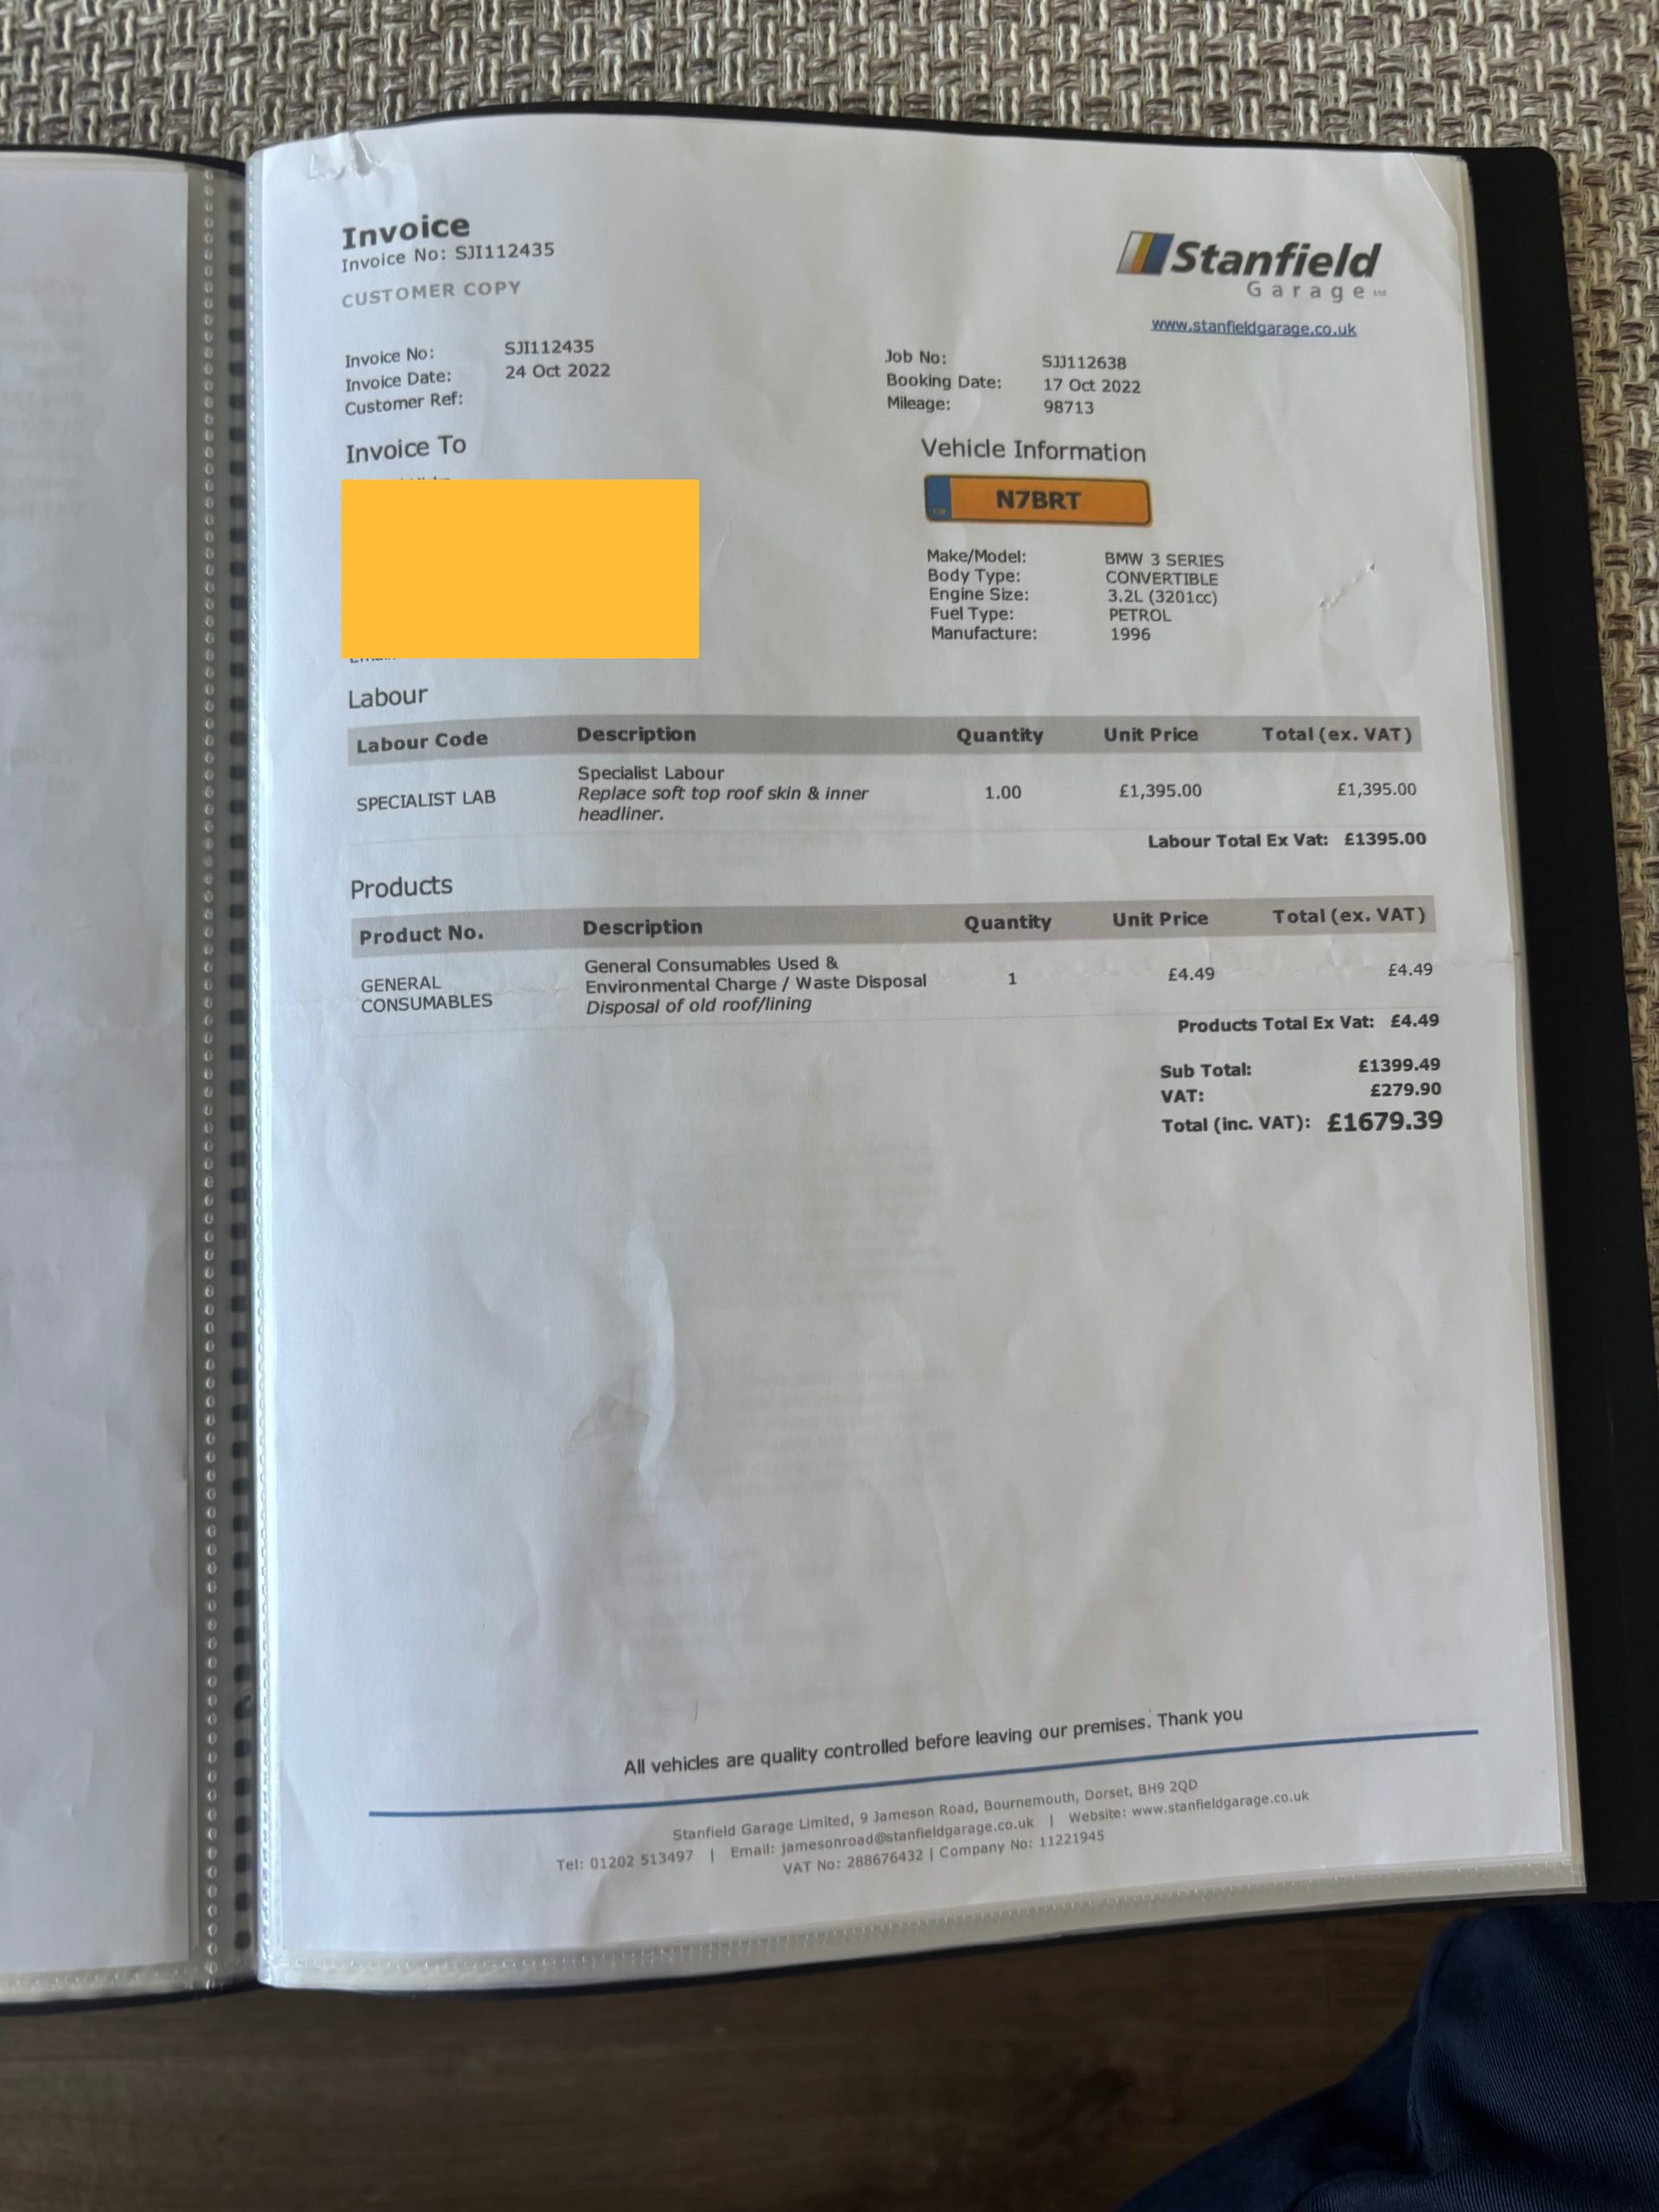 Invoice
Invoice No: SJI112435
CUSTOMER COPY
Stanfield
Garage Ltd
www.stanfieldgarage.co.uk
Invoice No: SJI112435
Invoice Date: 24 Oct 2022
Customer Ref:
Job No: SJJ112638
Booking Date: 17 Oct 2022
Mileage: 98713
Invoice To
Vehicle Information
N7BRT
Make/Model: BMW 3 SERIES
Body Type: CONVERTIBLE
Engine Size: 3.2L (3201cc)
Fuel Type: PETROL
Manufacture: 1996
Labour
Labour Code Description Quantity Unit Price Total (ex. VAT)
SPECIALIST LAB Specialist Labour 1.00 £1,395.00 £1,395.00
Replace soft top roof skin & inner
headliner.
Labour Total Ex Vat: £1395.00
Products
Product No. Description Quantity Unit Price Total (ex. VAT)
GENERAL
CONSUMABLES
General Consumables Used &
Environmental Charge / Waste Disposal
Disposal of old roof/lining
1 £4.49 £4.49
Products Total Ex Vat: £4.49
Sub Total: £1399.49
VAT: £279.90
Total (inc. VAT): £1679.39
All vehicles are quality controlled before leaving our premises. Thank you
Stanfield Garage Limited, 9 Jameson Road, Bournemouth, Dorset, BH9 2QD
Tel: 01202 513497 | Email: jamesonroad@stanfieldgarage.co.uk | Website: www.stanfieldgarage.co.uk
VAT No: 288676432 | Company No: 11221945